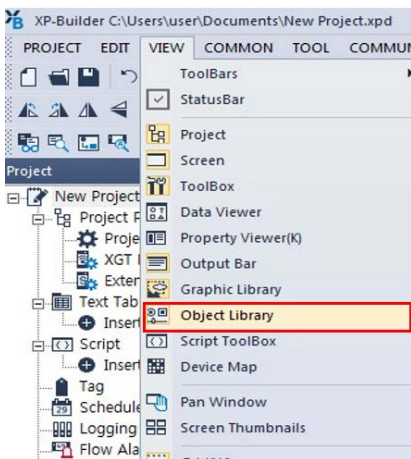 XP-Builder C:\Users\user\Documents\New Project.xpd
PROJECT EDIT VIEW COMMON TOOL COMMUN
ToolBars
StatusBar
Project
Screen
ToolBox
Data Viewer
Property Viewer(K)
Output Bar
Graphic Library
Object Library
Script ToolBox
Device Map
Pan Window
Screen Thumbnails
Project
New Project
Project P
Proje
XGT
Exten
Text Tab
Insert
Script
Insert
Tag
Schedule
Logging
Flow Ala